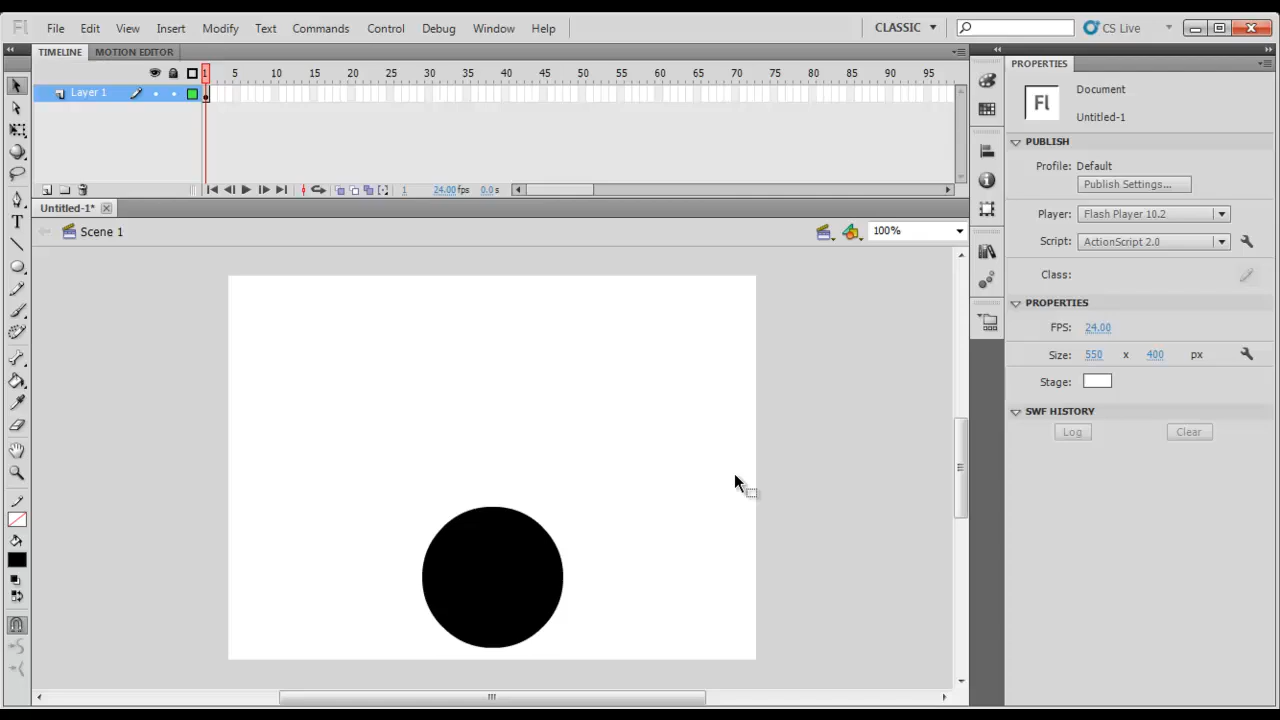 Fl File Edit View Insert Modify Text Commands Control Debug Window Help CLASSIC CS Live
TIMELINE MOTION EDITOR
1 5 10 15 20 25 30 35 40 45 50 55 60 65 70 75 80 85 90 95
Layer 1
1 24.00 fps 0.0 s
Untitled-1*
Scene 1 100%
PROPERTIES
Fl
Document
Untitled-1
PUBLISH
Profile: Default
Publish Settings...
Player: Flash Player 10.2
Script: ActionScript 2.0
Class:
PROPERTIES
FPS: 24.00
Size: 550 x 400 px
Stage:
SWF HISTORY
Log Clear
T